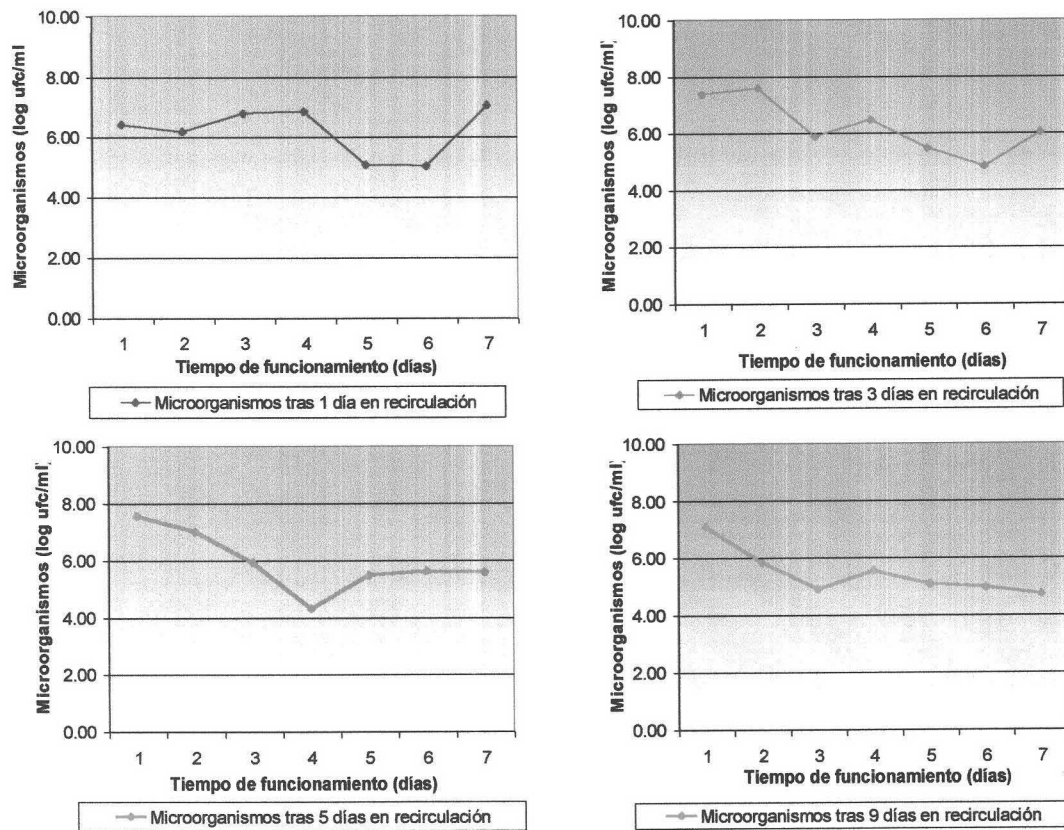 10.00
8.00
6.00
4.00
2.00
0.00
Microorganismos (log ufc/ml
1 2 3 4 5 6 7
Tiempo de funcionamiento (días)
Microorganismos tras 1 día en recirculación
10.00
8.00
6.00
4.00
2.00
0.00
Microorganismos (log ufc/ml
1 2 3 4 5 6 7
Tiempo de funcionamiento (días)
Microorganismos tras 3 días en recirculación
10.00
8.00
6.00
4.00
2.00
0.00
Microorganismos (log ufc/ml
1 2 3 4 5 6 7
Tiempo de funcionamiento (días)
Microorganismos tras 5 días en recirculación
10.00
8.00
6.00
4.00
2.00
0.00
Microorganismos (log ufc/ml
1 2 3 4 5 6 7
Tiempo de funcionamiento (días)
Microorganismos tras 9 días en recirculación